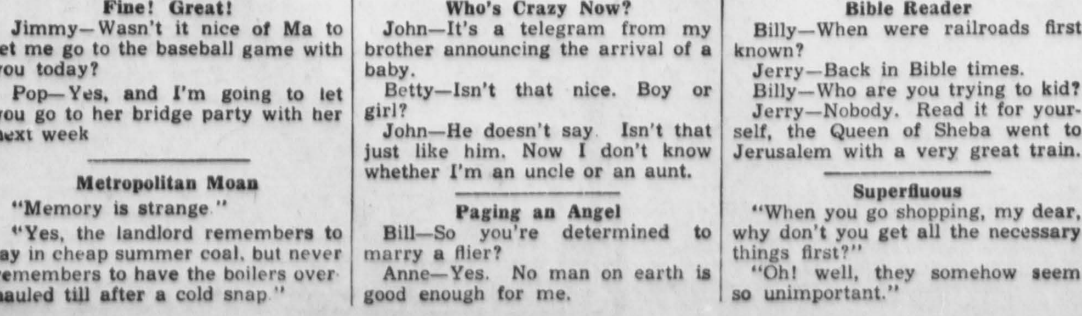 Fine! Great!
Jimmy—Wasn't it nice of Ma to
et me go to the baseball game with
you today?
Pop—Yes, and I'm going to let
you go to her bridge party with her
next week
Metropolitan Moan
"Memory is strange."
"Yes, the landlord remembers to
ay in cheap summer coal, but never
emembers to have the boilers over-
auled till after a cold snap."
Who's Crazy Now?
John—It's a telegram from my
brother announcing the arrival of a
baby.
Betty—Isn't that nice. Boy or
girl?
John—He doesn't say. Isn't that
just like him. Now I don't know
whether I'm an uncle or an aunt.
Paging an Angel
Bill—So you're determined to
marry a flier?
Anne—Yes. No man on earth is
good enough for me.
Bible Reader
Billy—When were railroads first
known?
Jerry—Back in Bible times.
Billy—Who are you trying to kid?
Jerry—Nobody. Read it for your-
self, the Queen of Sheba went to
Jerusalem with a very great train.
Superfluous
"When you go shopping, my dear,
why don't you get all the necessary
things first?"
"Oh! well, they somehow seem
so unimportant."